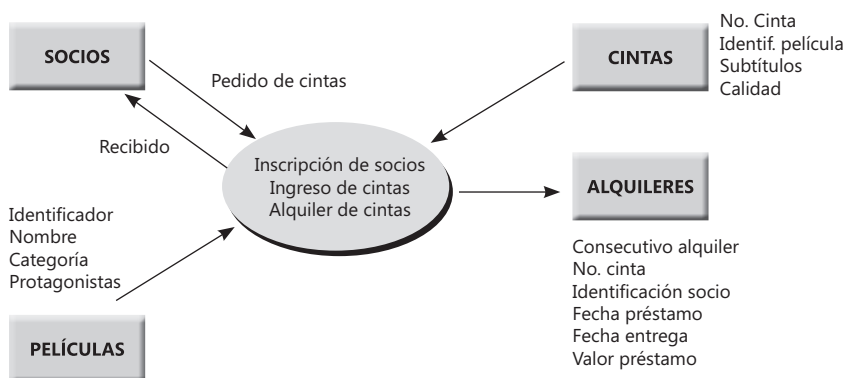 SOCIOS
Pedido de cintas
Recibido
CINTAS
No. Cinta
Identif. película
Subtítulos
Calidad
Inscripción de socios
Ingreso de cintas
Alquiler de cintas
ALQUILERES
Consecutivo alquiler
No. cinta
Identificación socio
Fecha préstamo
Fecha entrega
Valor préstamo
Identificador
Nombre
Categoría
Protagonistas
PELÍCULAS